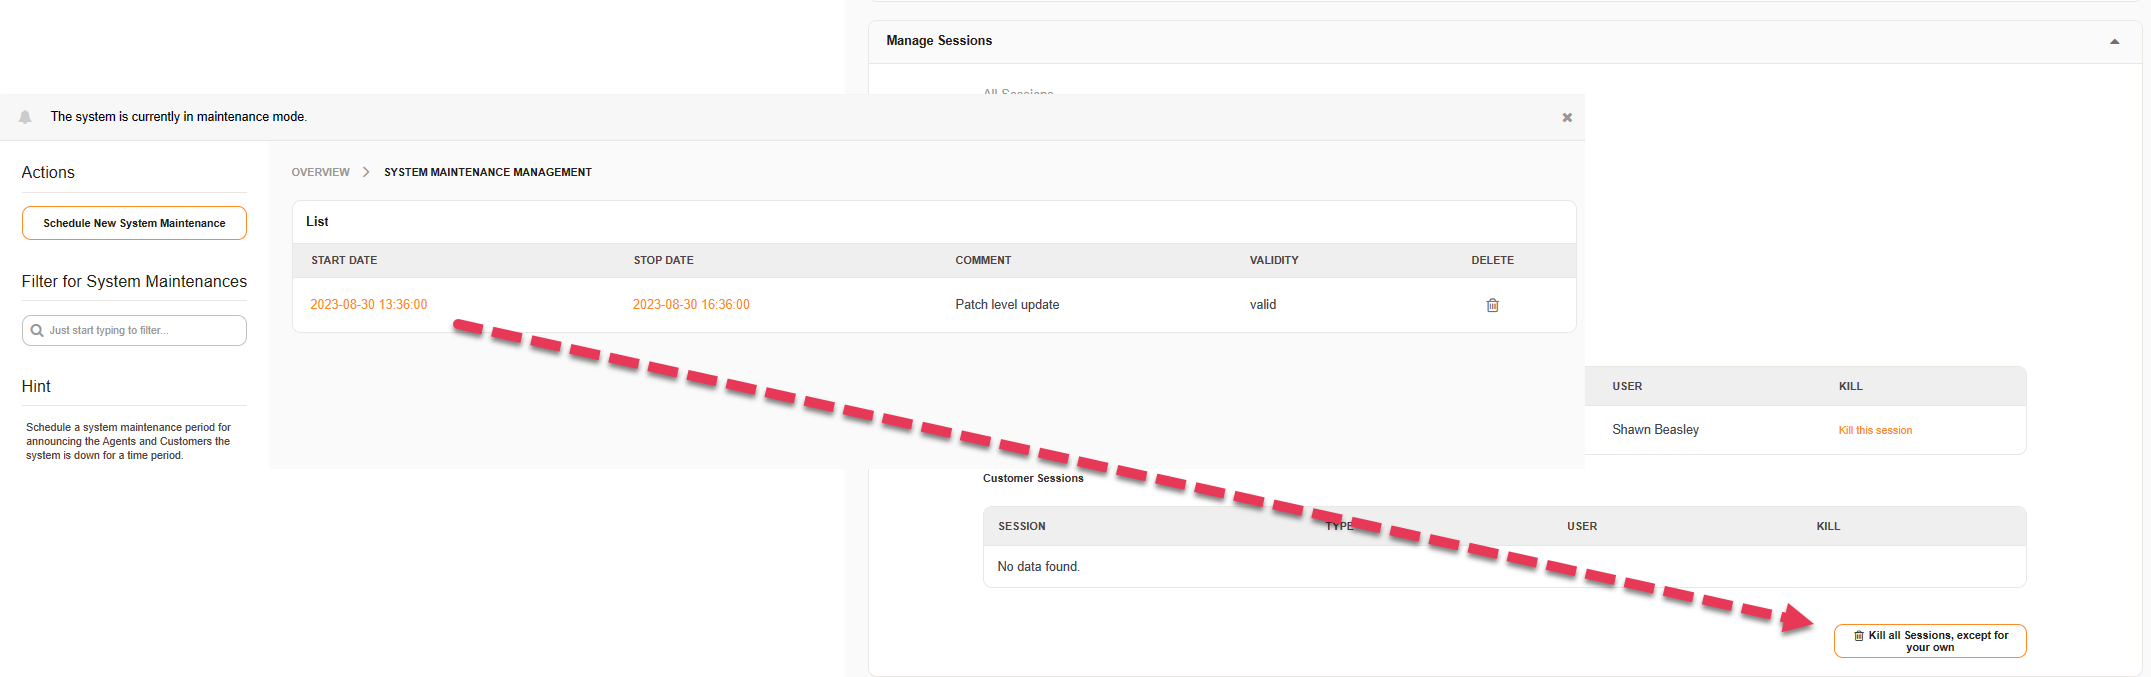 Manage Sessions
All Sessions
The system is currently in maintenance mode.
Actions
Schedule New System Maintenance
Filter for System Maintenances
Just start typing to filter...
Hint
Schedule a system maintenance period for
announcing the Agents and Customers the
system is down for a time period.
OVERVIEW
SYSTEM MAINTENANCE MANAGEMENT
List
START DATE STOP DATE COMMENT VALIDITY DELETE
2023-08-30 13:36:00 2023-08-30 16:36:00 Patch level update valid
USER KILL
Shawn Beasley Kill this session
Customer Sessions
SESSION TYPE USER KILL
No data found.
Kill all Sessions, except for
your own